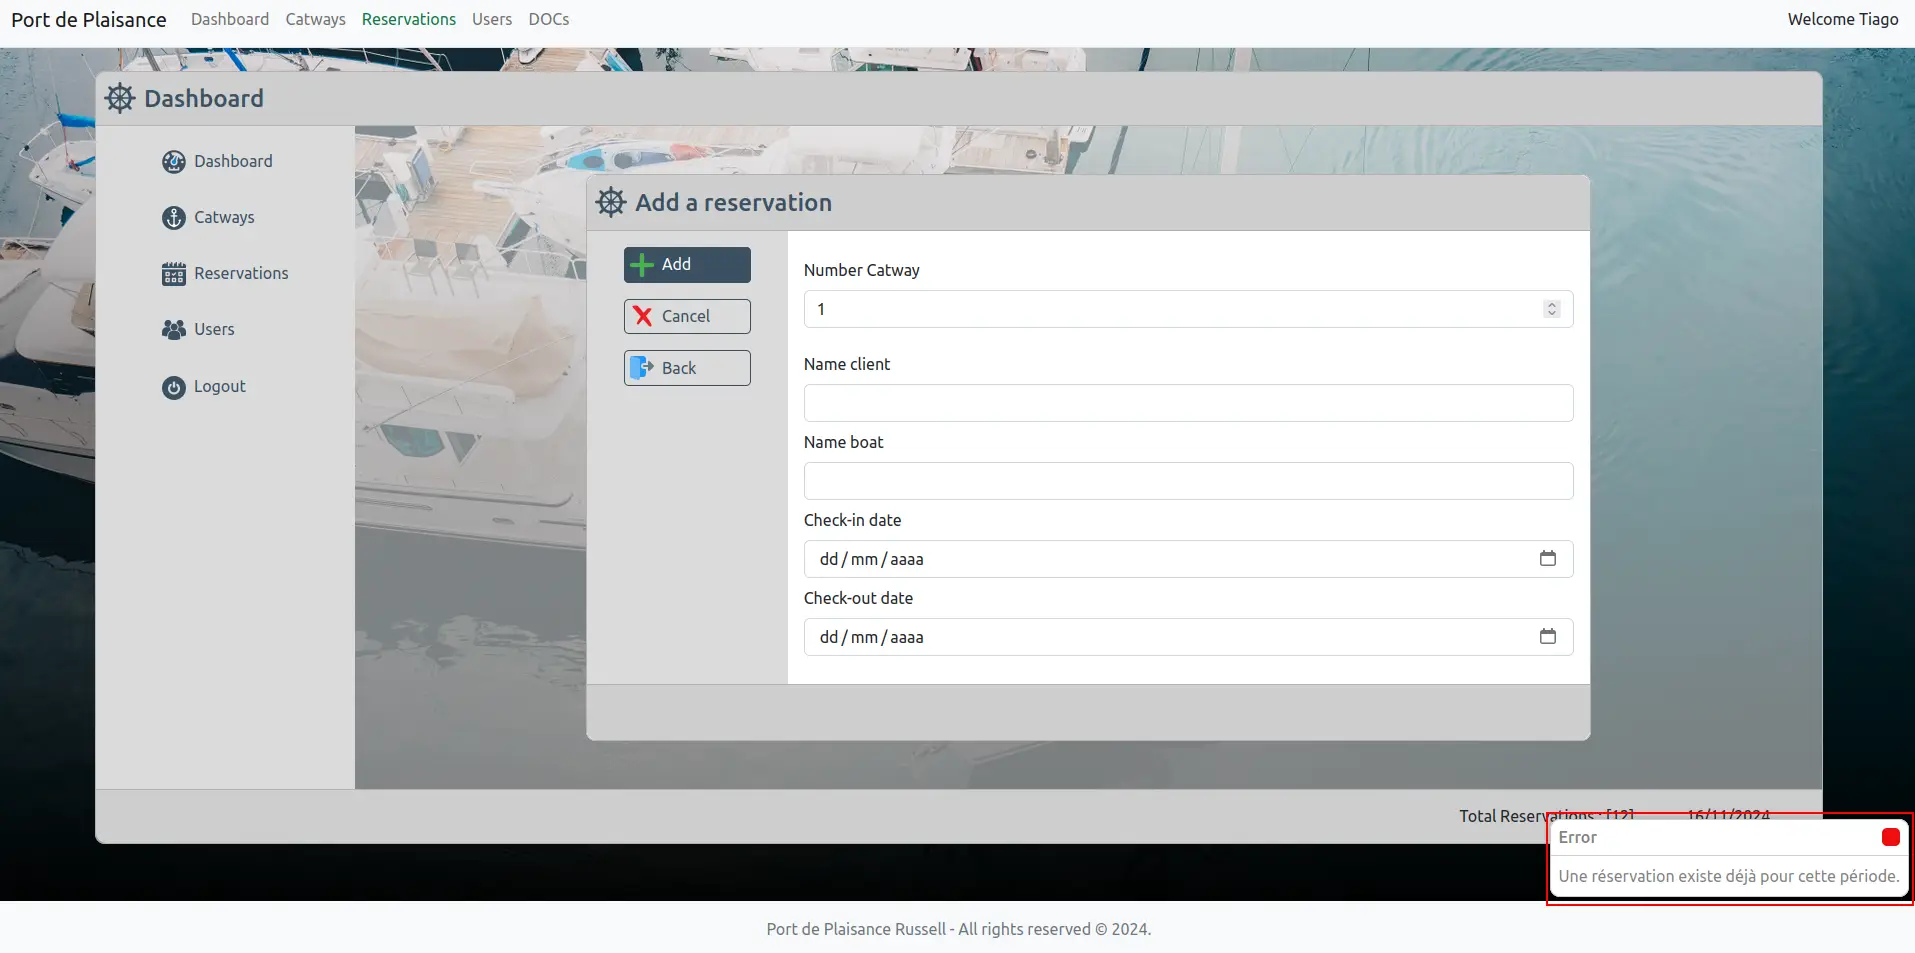 Port de Plaisance Dashboard Catways Reservations Users DOCs Welcome Tiago
Dashboard
Dashboard
Catways
Reservations
Users
Logout
Add a reservation
Add
Cancel
Back
Number Catway
1
Name client
Name boat
Check-in date
dd / mm / aaaa
Check-out date
dd / mm / aaaa
Total Reservations : [12] 16/11/2024
Error
Une réservation existe déjà pour cette période.
Port de Plaisance Russell - All rights reserved © 2024.